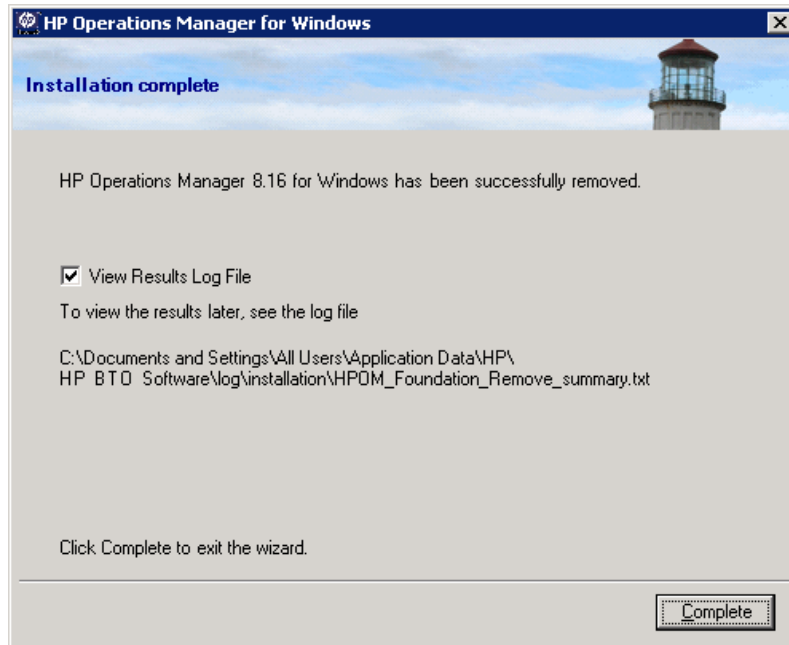 HP Operations Manager for Windows
Installation complete
HP Operations Manager 8.16 for Windows has been successfully removed.
View Results Log File
To view the results later, see the log file
C:\Documents and Settings\All Users\Application Data\HP\
HP BTO Software\log\installation\HPOM_Foundation_Remove_summary.txt
Click Complete to exit the wizard.
Complete